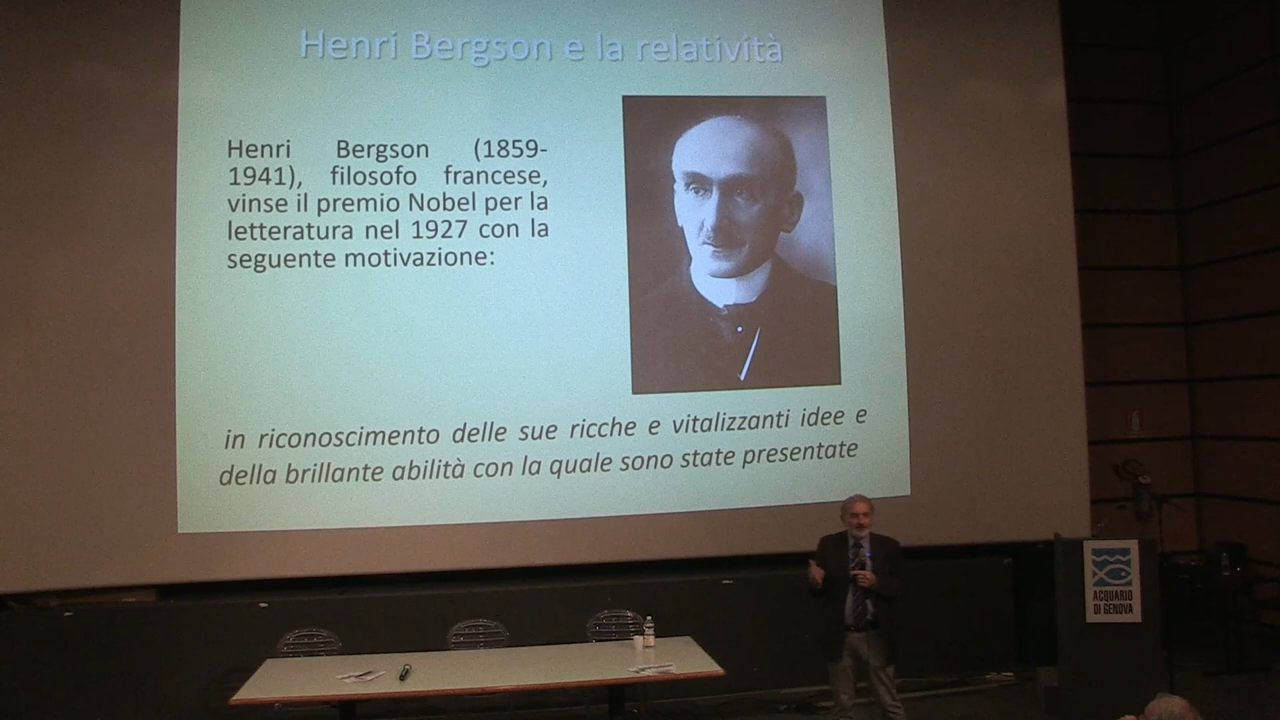 Henri Bergson e la relatività
Henri Bergson (1859-
1941), filosofo francese,
vinse il premio Nobel per la
letteratura nel 1927 con la
seguente motivazione:
in riconoscimento delle sue ricche e vitalizzanti idee e
della brillante abilità con la quale sono state presentate
ACQUARIO
DI GENOVA